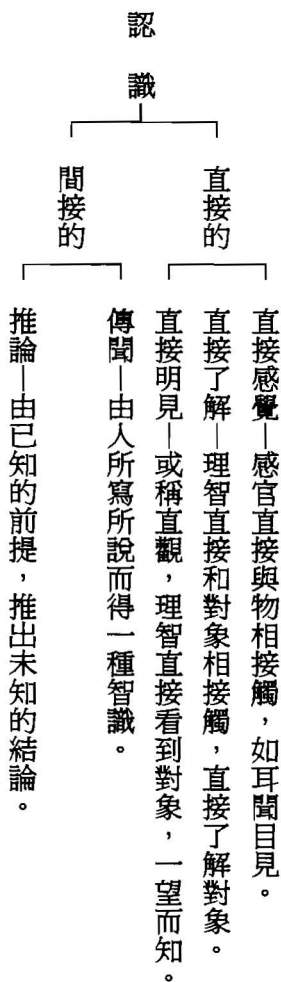 認識
直接的
直接感覺—感官直接與物相接觸，如耳聞目見。
直接了解—理智直接和對象相接觸，直接了解對象。
直接明見—或稱直觀，理智直接看到對象，一望而知。
間接的
傳聞—由人所寫所說而得一種智識。
推論—由已知的前提，推出未知的結論。